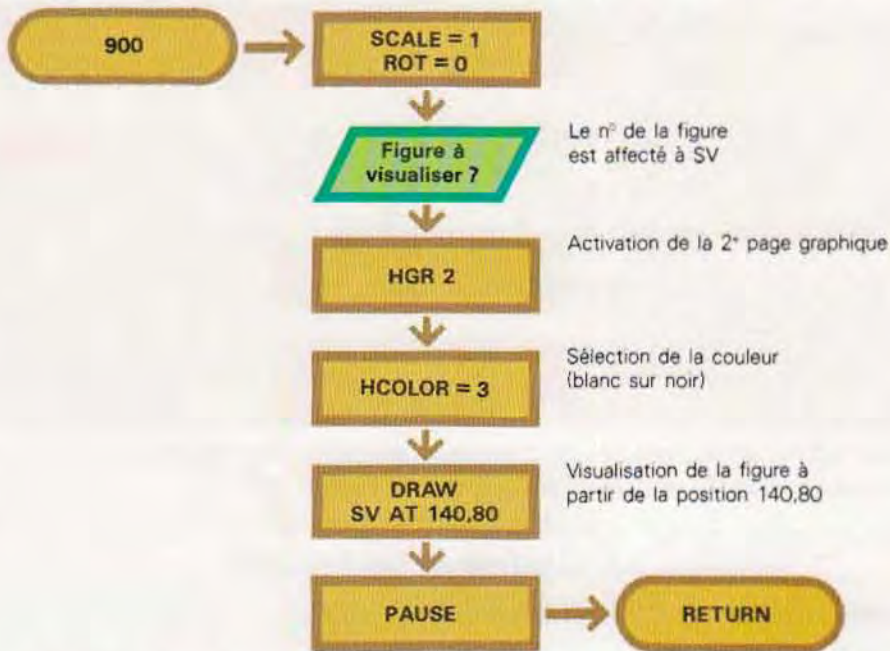 900
SCALE = 1
ROT = 0
Figure à
visualiser ?
Le n° de la figure
est affecté à SV
HGR 2
Activation de la 2e page graphique
HCOLOR = 3
Sélection de la couleur
(blanc sur noir)
DRAW
SV AT 140,80
Visualisation de la figure à
partir de la position 140,80
PAUSE
RETURN